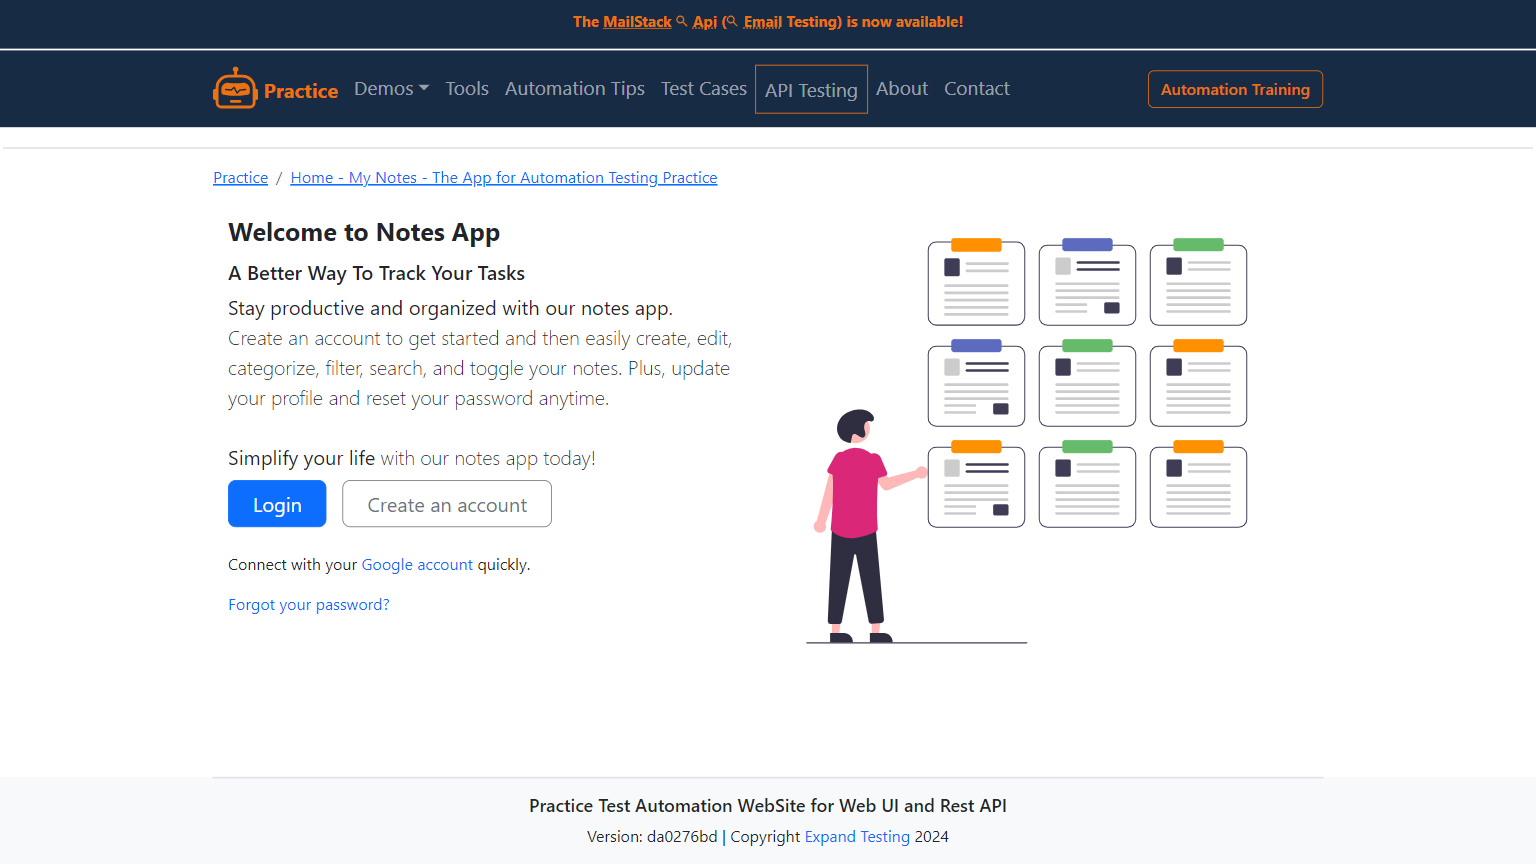 The MailStack Api (Email Testing) is now available!
Practice Demos Tools Automation Tips Test Cases API Testing About Contact Automation Training
Practice / Home - My Notes - The App for Automation Testing Practice
Welcome to Notes App
A Better Way To Track Your Tasks
Stay productive and organized with our notes app.
Create an account to get started and then easily create, edit,
categorize, filter, search, and toggle your notes. Plus, update
your profile and reset your password anytime.
Simplify your life with our notes app today!
Login Create an account
Connect with your Google account quickly.
Forgot your password?
Practice Test Automation WebSite for Web UI and Rest API
Version: da0276bd | Copyright Expand Testing 2024